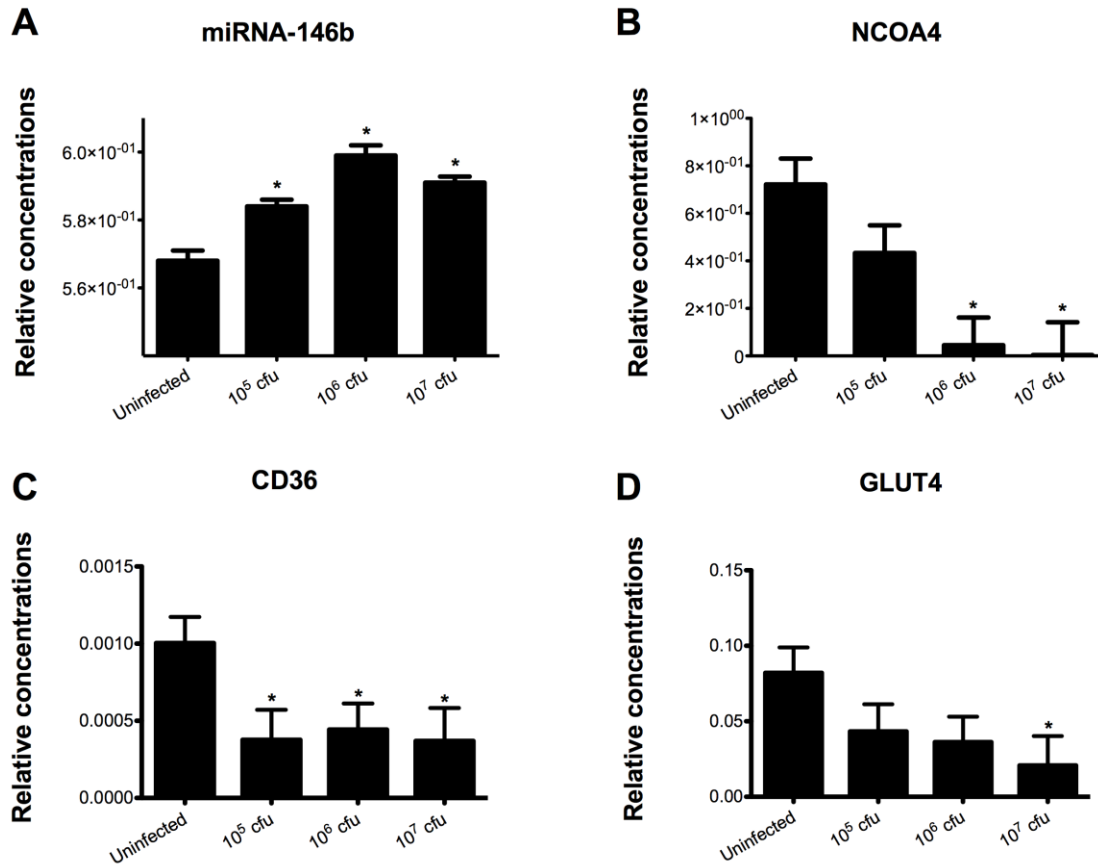 A
miRNA-146b
Relative concentrations
6.0×10⁻⁰¹
*
*
*
5.8×10⁻⁰¹
5.6×10⁻⁰¹
Uninfected
10⁵ cfu
10⁶ cfu
10⁷ cfu
B
NCOA4
Relative concentrations
1×10⁰⁰
8×10⁻⁰¹
6×10⁻⁰¹
4×10⁻⁰¹
2×10⁻⁰¹
*
*
0
Uninfected
10⁵ cfu
10⁶ cfu
10⁷ cfu
C
CD36
Relative concentrations
0.0015
0.0010
0.0005
*
*
*
0.0000
Uninfected
10⁵ cfu
10⁶ cfu
10⁷ cfu
D
GLUT4
Relative concentrations
0.15
0.10
0.05
*
0.00
Uninfected
10⁵ cfu
10⁶ cfu
10⁷ cfu